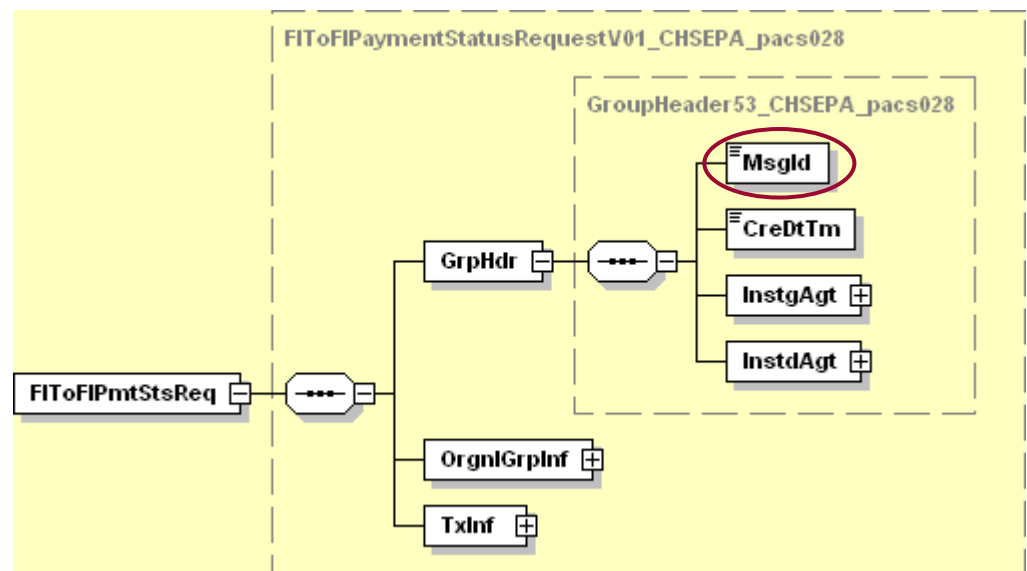 FIToFIPaymentStatusRequestV01_CHSEPA_pacs028
GroupHeader53_CHSEPA_pacs028
MsgId
CreDtTm
GrpHdr
InstgAgt
InstdAgt
FIToFIPmtStsReq
OrgnlGrpInf
TxInf